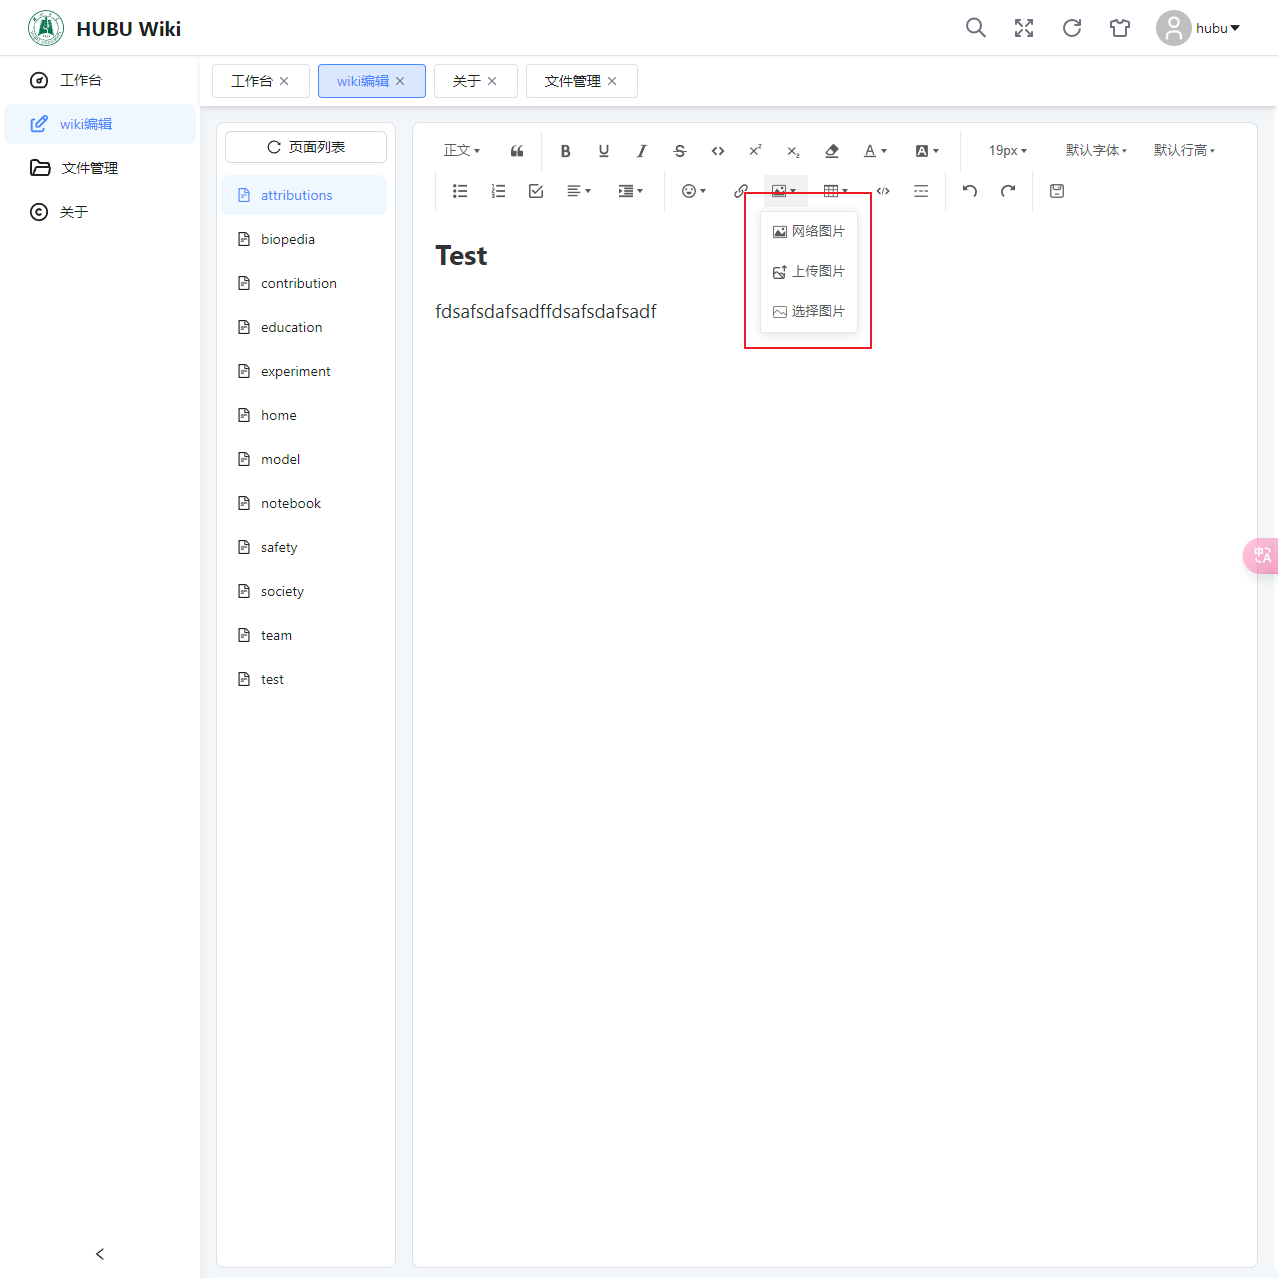 HUBU Wiki
hubu
工作台
wiki编辑
文件管理
关于
工作台
wiki编辑
关于
文件管理
页面列表
attributions
biopedia
contribution
education
experiment
home
model
notebook
safety
society
team
test
正文
19px
默认字体
默认行高
网络图片
上传图片
选择图片
Test
fdsafsdafsadffdsafsdafsadf